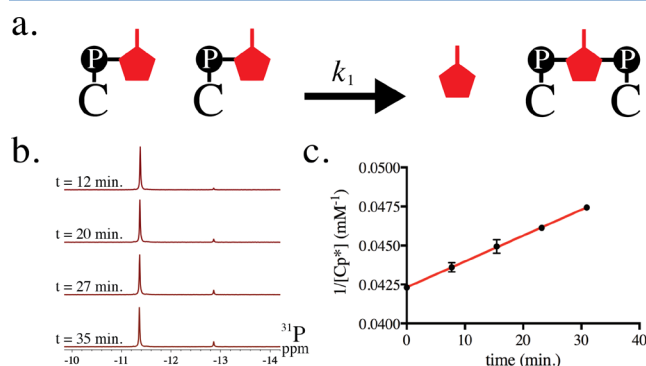 a.
P P k₁ P P
C C C C
b.
t = 12 min.
t = 20 min.
t = 27 min.
t = 35 min.
³¹P
ppm
-10 -11 -12 -13 -14
c.
1/[Cp*] (mM⁻¹)
0.0500
0.0475
0.0450
0.0425
0.0400
0 10 20 30 40
time (min.)